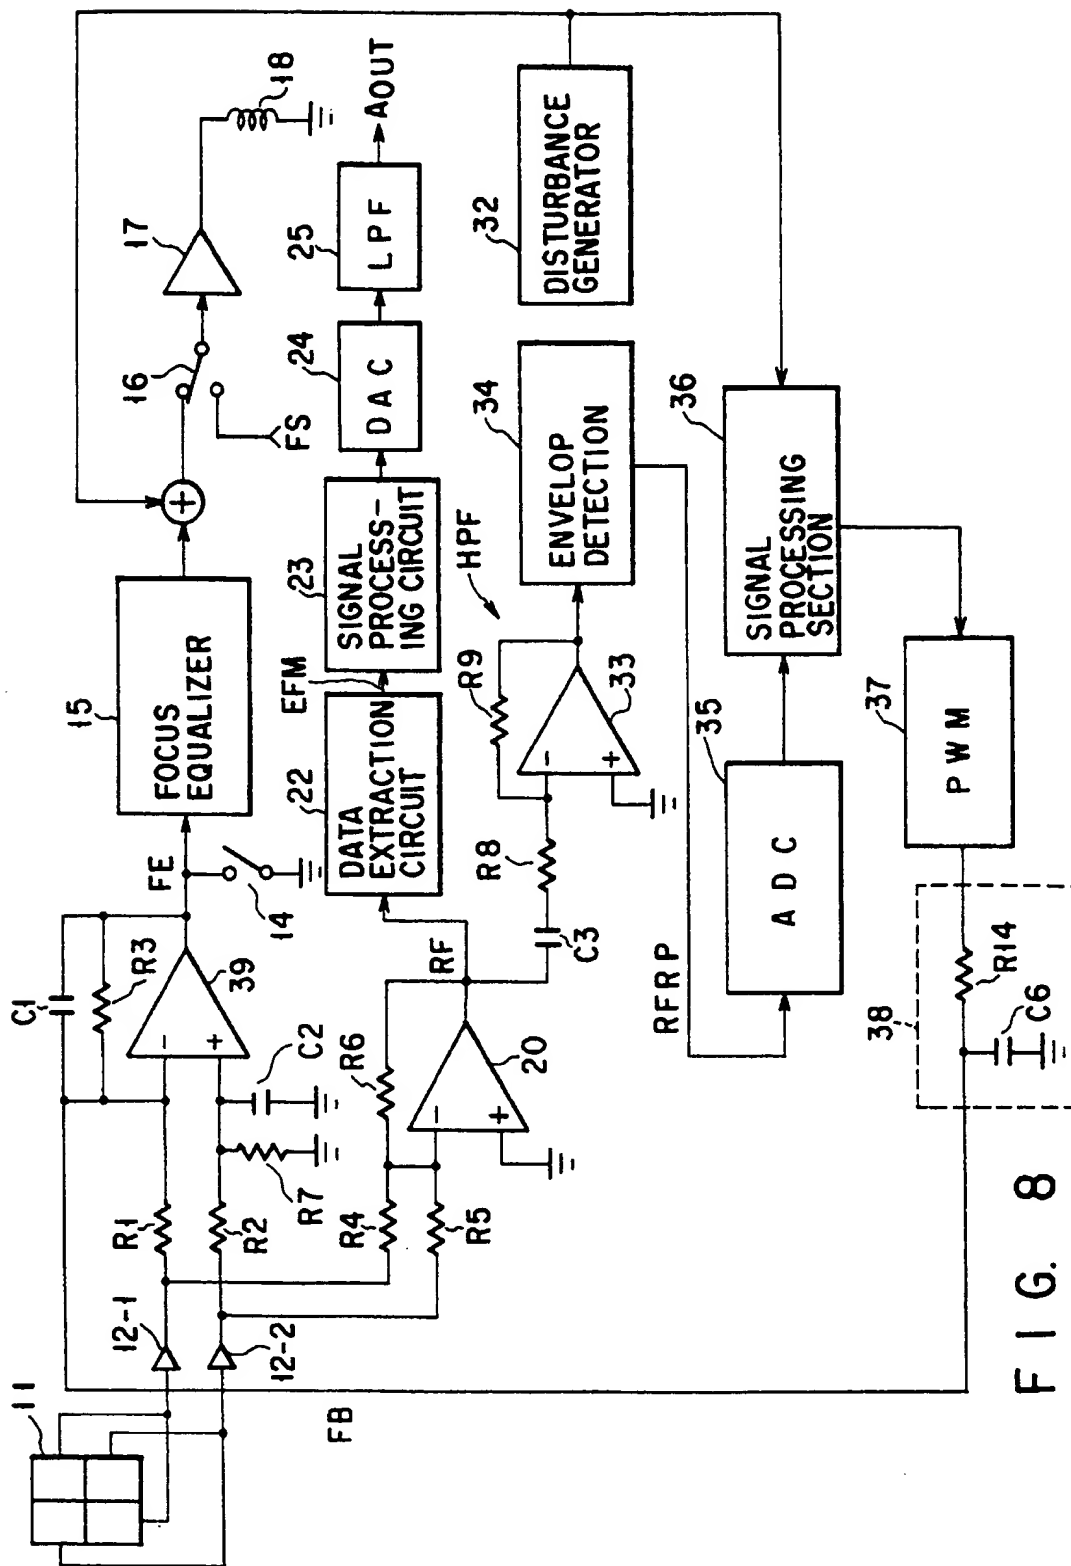 11
12-1
12-2
FB
R1
R2
R7
C2
C1
R3
-
+
39
FE
14
15
FOCUS
EQUALIZER
+
16
FS
17
18
R4
R5
R6
-
+
20
RF
22
DATA
EXTRACTION
CIRCUIT
EFM
23
SIGNAL
PROCESS-
ING CIRCUIT
24
DAC
25
LPF
AOUT
C3
R8
R9
-
+
33
HPF
34
ENVELOP
DETECTION
32
DISTURBANCE
GENERATOR
RFRP
35
ADC
36
SIGNAL
PROCESSING
SECTION
37
PWM
38
R14
C6
FIG. 8